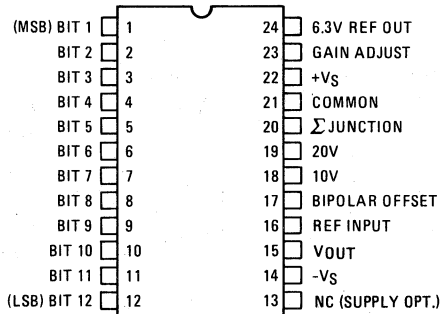 (MSB) BIT 1 1 24 6.3V REF OUT
BIT 2 2 23 GAIN ADJUST
BIT 3 3 22 +VS
BIT 4 4 21 COMMON
BIT 5 5 20 Σ JUNCTION
BIT 6 6 19 20V
BIT 7 7 18 10V
BIT 8 8 17 BIPOLAR OFFSET
BIT 9 9 16 REF INPUT
BIT 10 10 15 VOUT
BIT 11 11 14 -VS
(LSB) BIT 12 12 13 NC (SUPPLY OPT.)